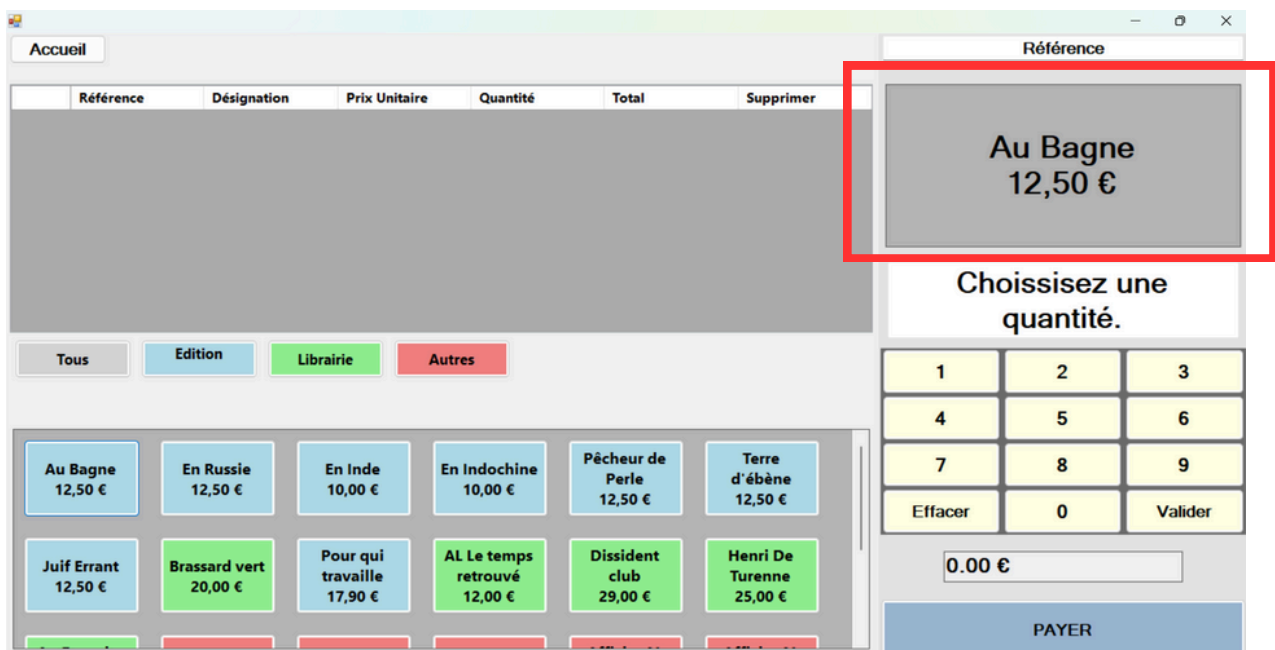 Accueil
Référence
Référence Désignation Prix Unitaire Quantité Total Supprimer
Au Bagne
12,50 €
Choissisez une
quantité.
Tous Edition Librairie Autres
1 2 3
4 5 6
7 8 9
Effacer 0 Valider
Au Bagne
12,50 €
En Russie
12,50 €
En Inde
10,00 €
En Indochine
10,00 €
Pêcheur de
Perle
12,50 €
Terre
d'ébène
12,50 €
Juif Errant
12,50 €
Brassard vert
20,00 €
Pour qui
travaille
17,90 €
AL Le temps
retrouvé
12,00 €
Dissident
club
29,00 €
Henri De
Turenne
25,00 €
0.00 €
PAYER